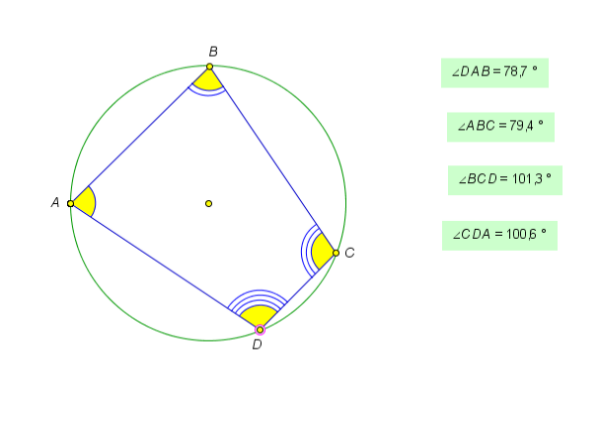 B
∠DAB = 78,7 °
∠ABC = 79,4 °
∠BCD = 101,3 °
A
∠CDA = 100,6 °
C
D